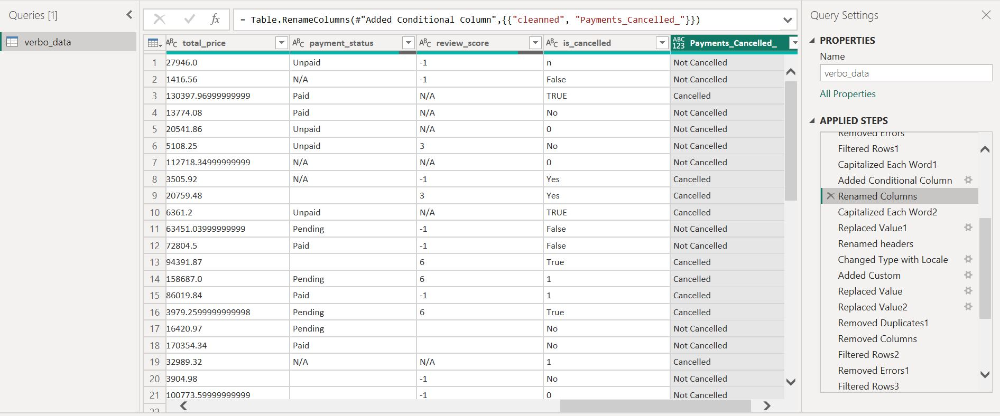 Queries [1]
verbo_data
fx
= Table.RenameColumns(#"Added Conditional Column",{{"cleanned", "Payments_Cancelled_"}})
ABC total_price ABC payment_status ABC review_score ABC is_cancelled ABC 123 Payments_Cancelled_
1 27946.0 Unpaid -1 n Not Cancelled
2 1416.56 N/A -1 False Not Cancelled
3 130397.96999999999 Paid N/A TRUE Cancelled
4 13774.08 Paid N/A No Not Cancelled
5 20541.86 Unpaid N/A 0 Not Cancelled
6 5108.25 Unpaid 3 No Not Cancelled
7 112718.34999999999 N/A N/A 0 Not Cancelled
8 3505.92 N/A -1 Yes Cancelled
9 20759.48 3 Yes Cancelled
10 6361.2 Unpaid N/A TRUE Cancelled
11 63451.03999999999 Pending -1 False Not Cancelled
12 72804.5 Paid -1 False Not Cancelled
13 94391.87 6 True Cancelled
14 158687.0 Pending 6 1 Cancelled
15 86019.84 Paid -1 1 Cancelled
16 3979.2599999999998 Pending 6 True Cancelled
17 16420.97 Pending No Not Cancelled
18 170354.34 Paid No Not Cancelled
19 32989.32 N/A N/A 1 Cancelled
20 3904.98 -1 No Not Cancelled
21 100773.59999999999 -1 0 Not Cancelled
22
Query Settings
PROPERTIES
Name
verbo_data
All Properties
APPLIED STEPS
Removed Errors
Filtered Rows1
Capitalized Each Word1
Added Conditional Column
Renamed Columns
Capitalized Each Word2
Replaced Value1
Renamed headers
Changed Type with Locale
Added Custom
Replaced Value
Replaced Value2
Removed Duplicates1
Removed Columns
Filtered Rows2
Removed Errors1
Filtered Rows3